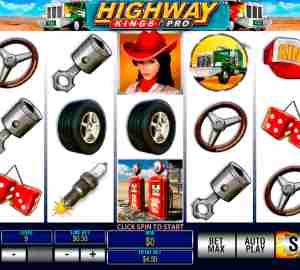 HIGHWAY
KINGS PRO
KING
CLICK SPIN TO START
LINES
9
LINE BET
$0.50
WIN
$0
TOTAL BET
$4.50
BET
MAX
AUTO
PLAY
S